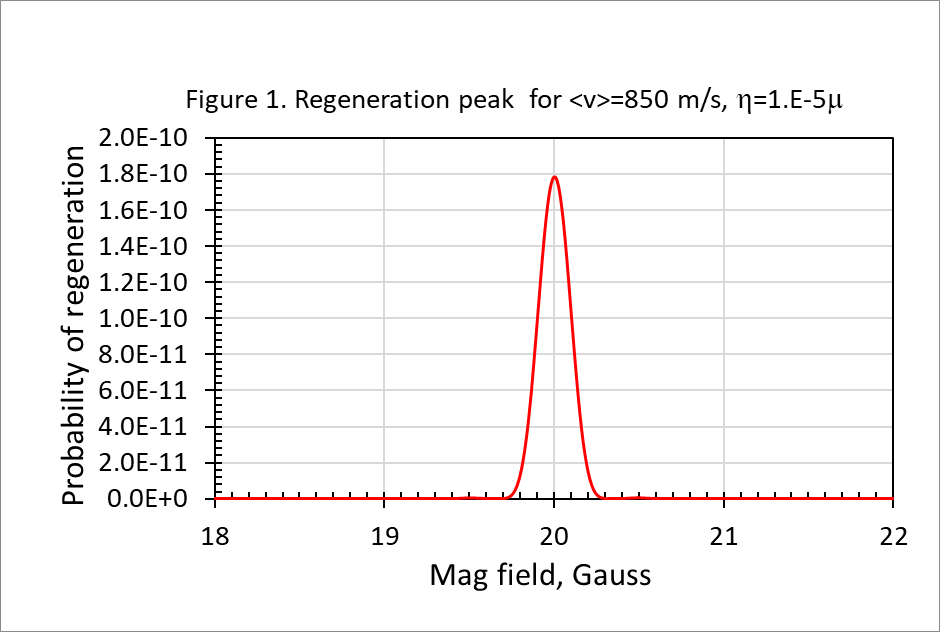 Figure 1. Regeneration peak  for <v>=850 m/s, η=1.E-5μ
Probability of regeneration
2.0E-10
1.8E-10
1.6E-10
1.4E-10
1.2E-10
1.0E-10
8.0E-11
6.0E-11
4.0E-11
2.0E-11
0.0E+0
18 19 20 21 22
Mag field, Gauss